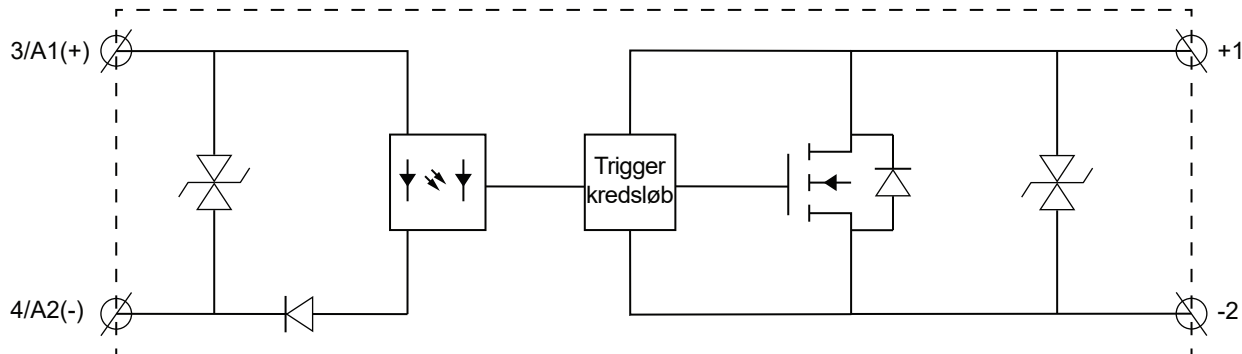 3/A1(+)
+1
Trigger
kredsløb
4/A2(-)
-2